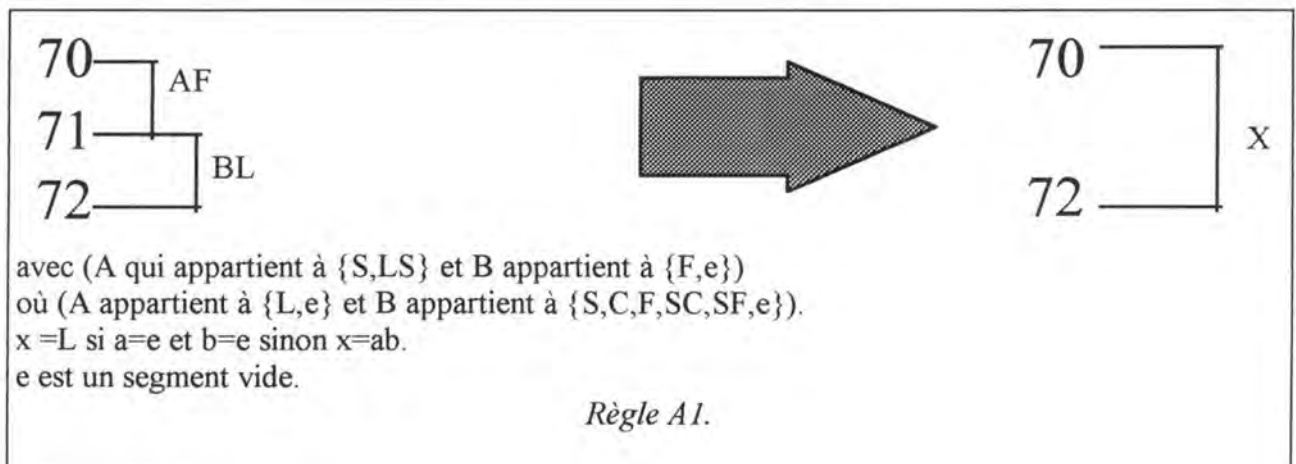 70
AF
71
BL
72
70
X
72
avec (A qui appartient à {S,LS} et B appartient à {F,e})
où (A appartient à {L,e} et B appartient à {S,C,F,SC,SF,e}).
x =L si a=e et b=e sinon x=ab.
e est un segment vide.
Règle A1.